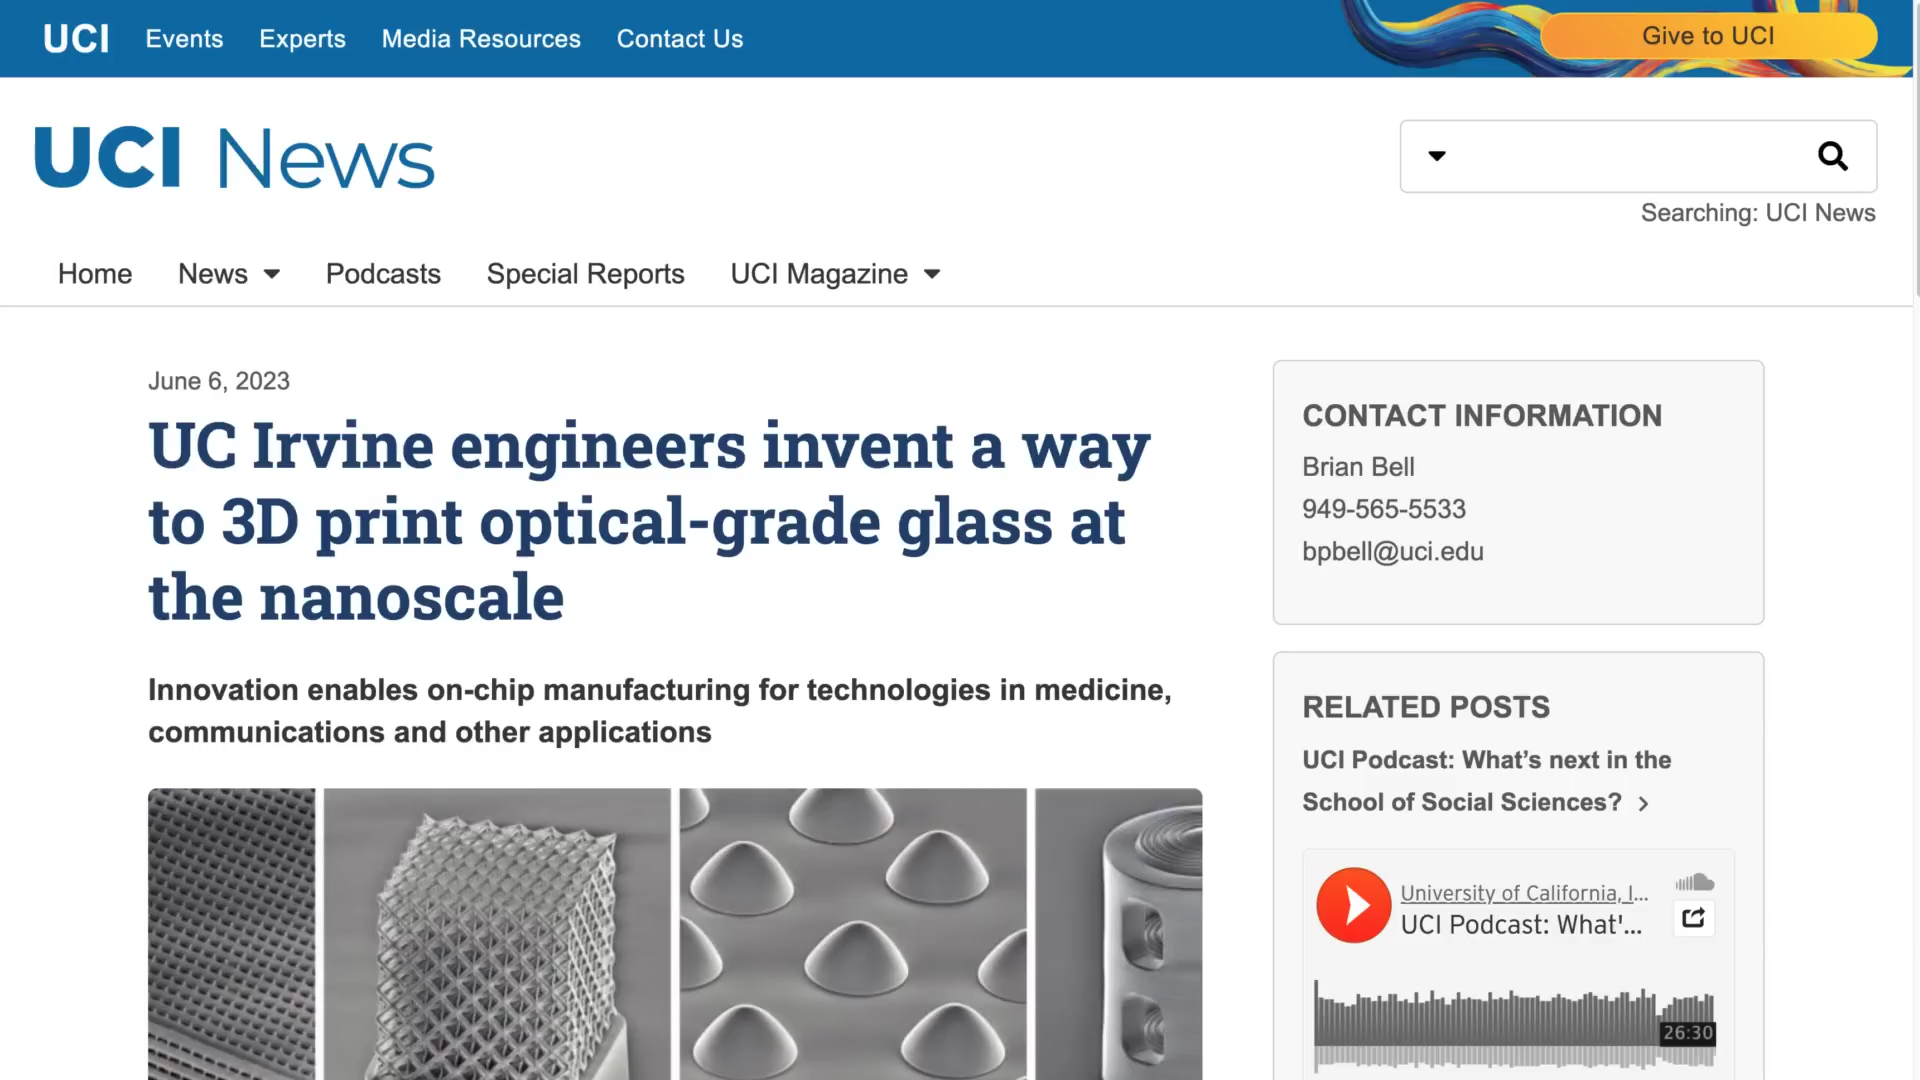 UCI Events Experts Media Resources Contact Us Give to UCI
UCI News
Searching: UCI News
Home News Podcasts Special Reports UCI Magazine
June 6, 2023
UC Irvine engineers invent a way
to 3D print optical-grade glass at
the nanoscale
Innovation enables on-chip manufacturing for technologies in medicine,
communications and other applications
CONTACT INFORMATION
Brian Bell
949-565-5533
bpbell@uci.edu
RELATED POSTS
UCI Podcast: What’s next in the
School of Social Sciences?
University of California, I...
UCI Podcast: What'...
26:30